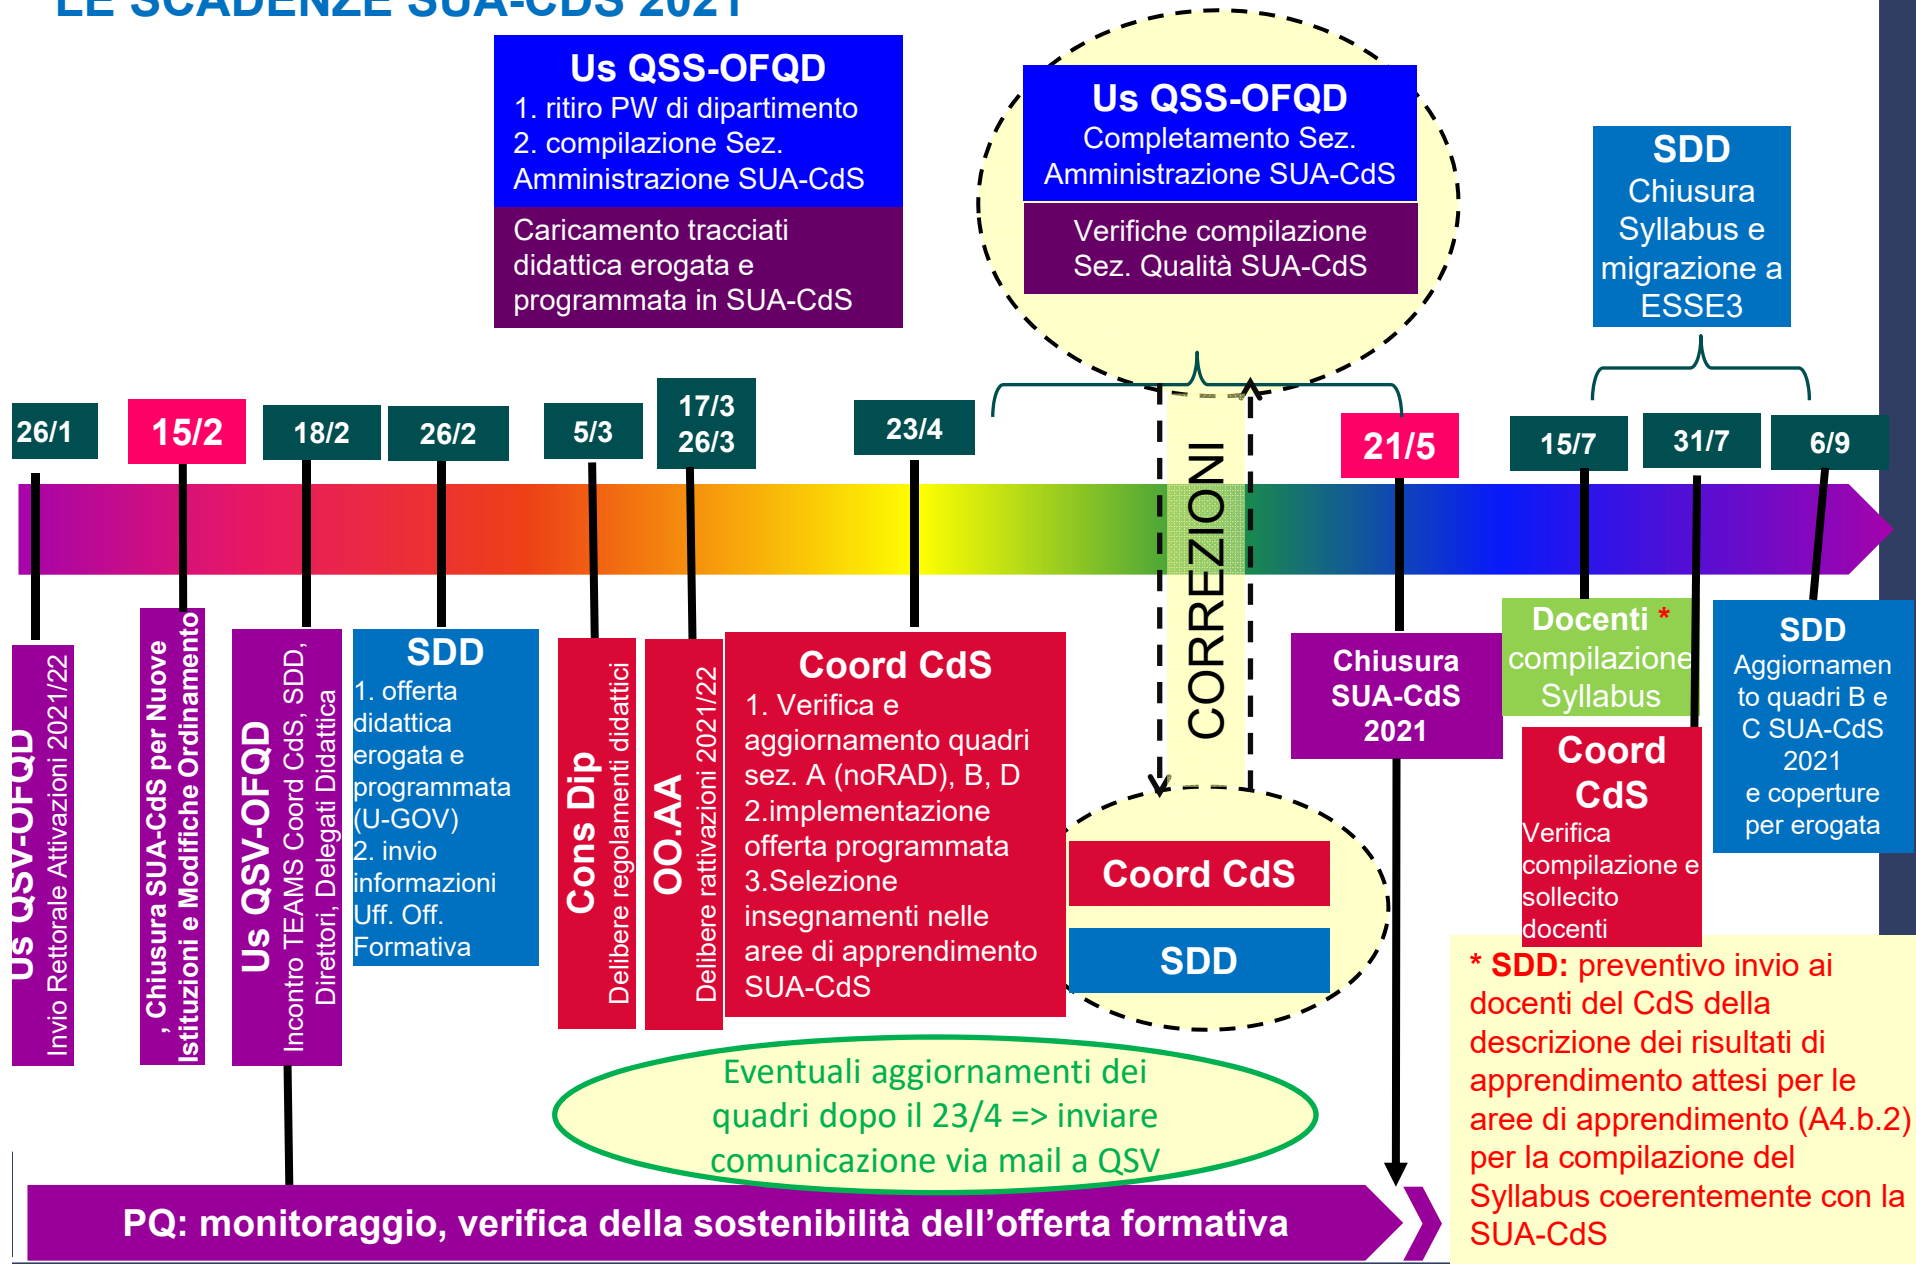 LE SCADENZE SUA-CDS 2021
Us QSS-OFQD
1. ritiro PW di dipartimento
2. compilazione Sez.
Amministrazione SUA-CdS
Caricamento tracciati
didattica erogata e
programmata in SUA-CdS
Us QSS-OFQD
Completamento Sez.
Amministrazione SUA-CdS
Verifiche compilazione
Sez. Qualità SUA-CdS
SDD
Chiusura
Syllabus e
migrazione a
ESSE3
26/1
15/2
18/2
26/2
5/3
17/3
26/3
23/4
21/5
15/7
31/7
6/9
CORREZIONI
Us QSV-OFQD
Invio Rettorale Attivazioni 2021/22
, Chiusura SUA-CdS per Nuove
Istituzioni e Modifiche Ordinamento
Us QSV-OFQD
Incontro TEAMS Coord CdS, SDD,
Direttori, Delegati Didattica
SDD
1. offerta
didattica
erogata e
programmata
(U-GOV)
2. invio
informazioni
Uff. Off.
Formativa
Cons Dip
Delibere regolamenti didattici
OO.AA
Delibere rattivazioni 2021/22
Coord CdS
1. Verifica e
aggiornamento quadri
sez. A (noRAD), B, D
2.implementazione
offerta programmata
3.Selezione
insegnamenti nelle
aree di apprendimento
SUA-CdS
Coord CdS
SDD
Chiusura
SUA-CdS
2021
Docenti *
compilazione
Syllabus
Coord
CdS
Verifica
compilazione e
sollecito
docenti
SDD
Aggiornamen
to quadri B e
C SUA-CdS
2021
e coperture
per erogata
* SDD: preventivo invio ai
docenti del CdS della
descrizione dei risultati di
apprendimento attesi per le
aree di apprendimento (A4.b.2)
per la compilazione del
Syllabus coerentemente con la
SUA-CdS
Eventuali aggiornamenti dei
quadri dopo il 23/4 => inviare
comunicazione via mail a QSV
PQ: monitoraggio, verifica della sostenibilità dell’offerta formativa